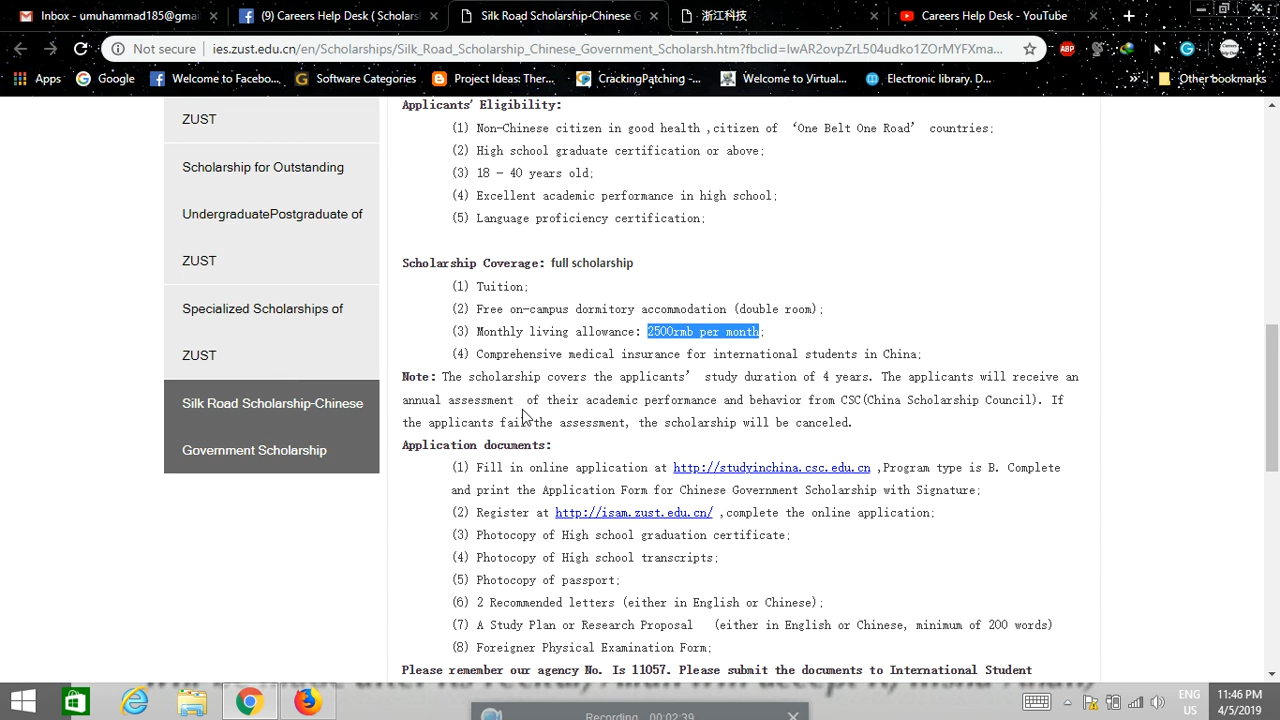 Inbox - umuhammad185@gmai
(9) Careers Help Desk ( Scholars
Silk Road Scholarship-Chinese G
浙江科技
Careers Help Desk - YouTube
Not secure
ies.zust.edu.cn/en/Scholarships/Silk_Road_Scholarship_Chinese_Government_Scholarsh.htm?fbclid=IwAR2ovpZrL504udko1ZOrMYFXma...
Apps
Google
Welcome to Facebo...
Software Categories
Project Ideas: Ther...
CrackingPatching -...
Welcome to Virtual...
Electronic library. D...
Other bookmarks
ZUST
Scholarship for Outstanding
UndergraduatePostgraduate of
ZUST
Specialized Scholarships of
ZUST
Silk Road Scholarship-Chinese
Government Scholarship
Applicants' Eligibility:
(1) Non-Chinese citizen in good health ,citizen of ‘One Belt One Road’ countries;
(2) High school graduate certification or above;
(3) 18 - 40 years old;
(4) Excellent academic performance in high school;
(5) Language proficiency certification;
Scholarship Coverage: full scholarship
(1) Tuition;
(2) Free on-campus dormitory accommodation (double room);
(3) Monthly living allowance: 2500rmb per month;
(4) Comprehensive medical insurance for international students in China;
Note: The scholarship covers the applicants’ study duration of 4 years. The applicants will receive an
annual assessment of their academic performance and behavior from CSC(China Scholarship Council). If
the applicants fail the assessment, the scholarship will be canceled.
Application documents:
(1) Fill in online application at http://studyinchina.csc.edu.cn ,Program type is B. Complete
and print the Application Form for Chinese Government Scholarship with Signature;
(2) Register at http://isam.zust.edu.cn/ ,complete the online application;
(3) Photocopy of High school graduation certificate;
(4) Photocopy of High school transcripts;
(5) Photocopy of passport;
(6) 2 Recommended letters (either in English or Chinese);
(7) A Study Plan or Research Proposal (either in English or Chinese, minimum of 200 words)
(8) Foreigner Physical Examination Form;
Please remember our agency No. Is 11057. Please submit the documents to International Student
Recording 00:02:39
ENG
US
11:46 PM
4/5/2019